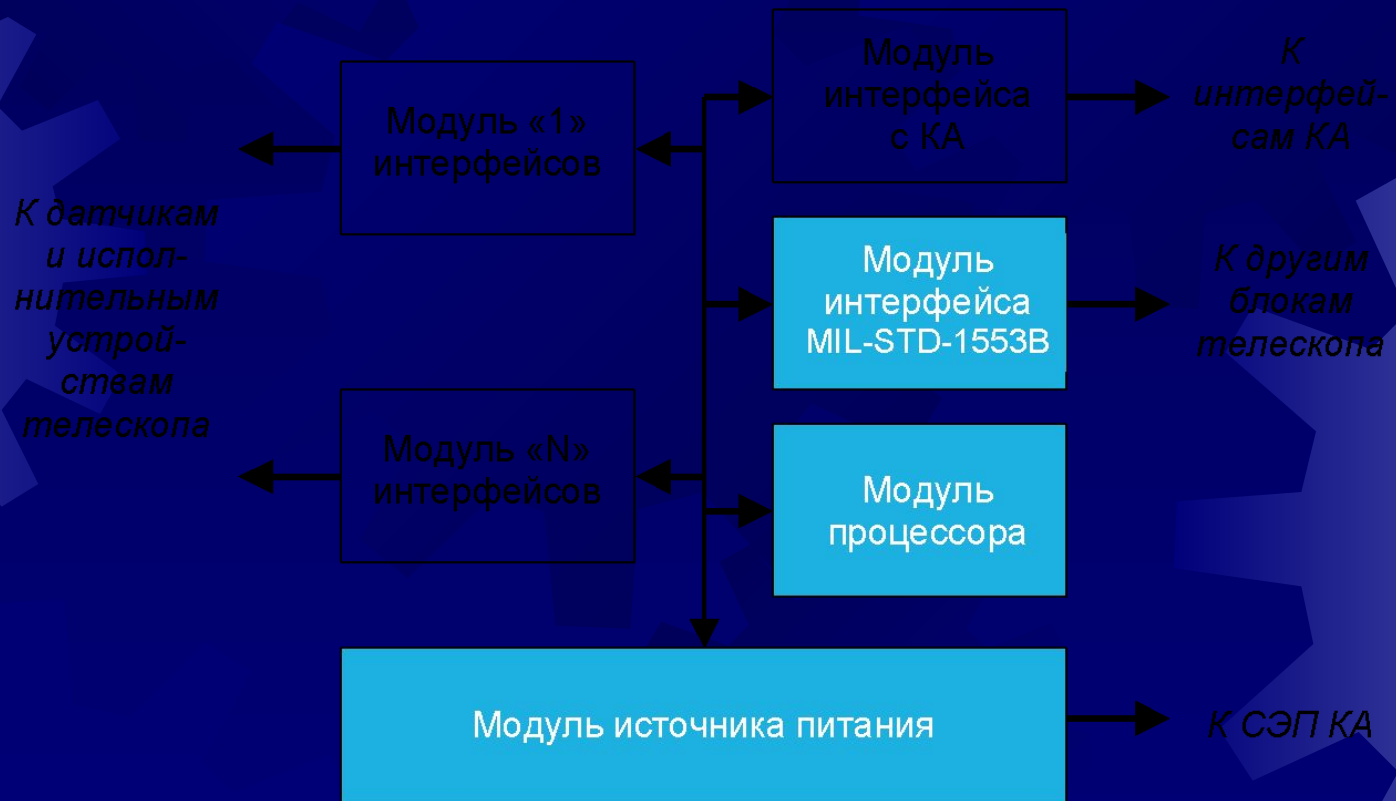 Модуль
интерфейса
с КА
К
интерфей-
сам КА
Модуль «1»
интерфейсов
К датчикам
и испол-
нительным
устрой-
ствам
телескопа
Модуль
интерфейса
MIL-STD-1553B
К другим
блокам
телескопа
Модуль «N»
интерфейсов
Модуль
процессора
Модуль источника питания
К СЭП КА